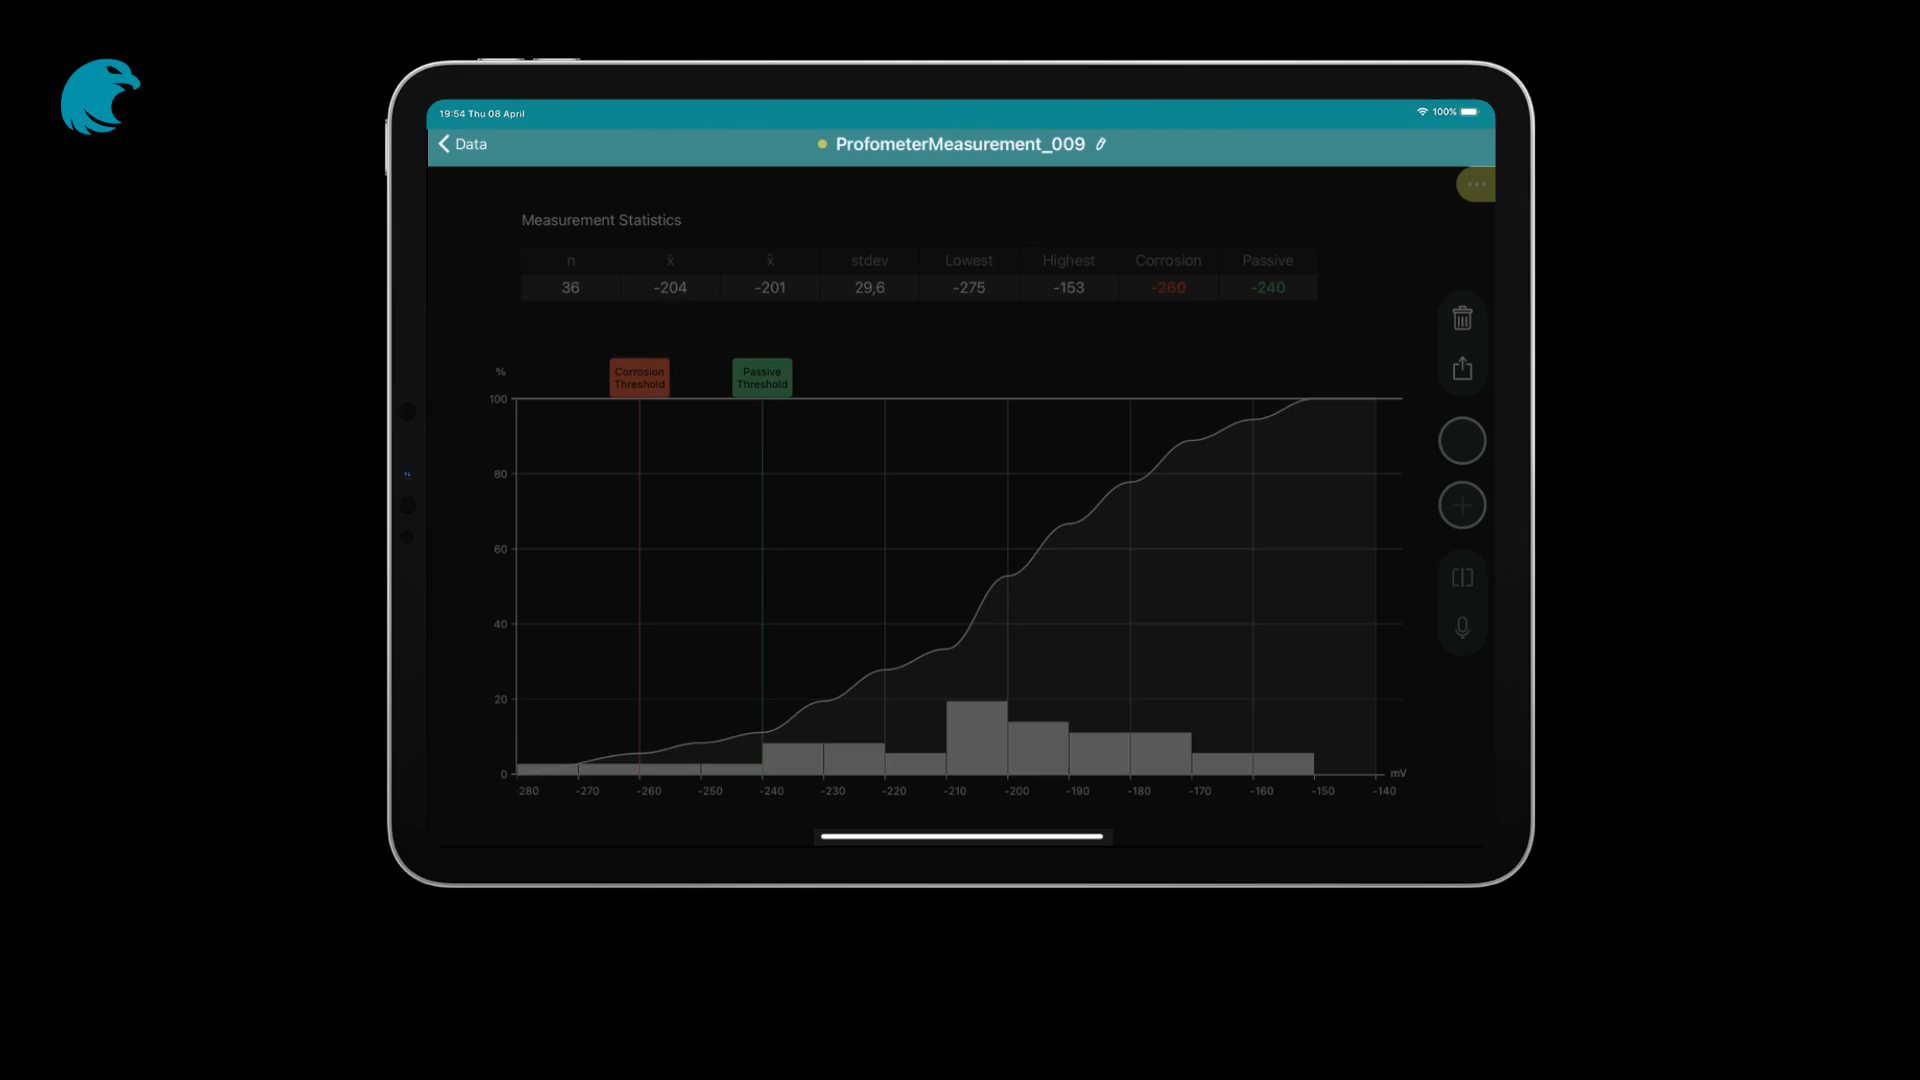 19:54 Thu 08 April
100%
Data
ProfometerMeasurement_009
Measurement Statistics
n x̄ x̃ stdev Lowest Highest Corrosion Passive
36 -204 -201 29,6 -275 -153 -260 -240
%
Corrosion
Threshold
Passive
Threshold
100
80
60
40
20
0
mV
280 -270 -260 -250 -240 -230 -220 -210 -200 -190 -180 -170 -160 -150 -140